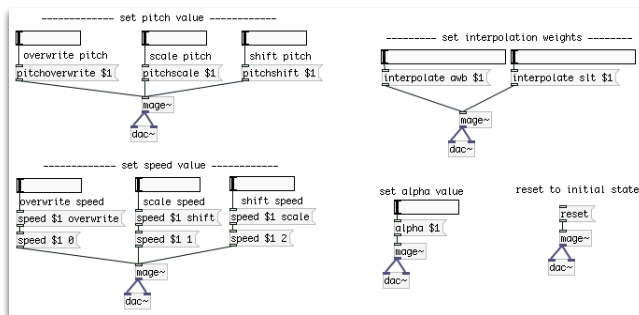 ------------ set pitch value ------------
overwrite pitch
scale pitch
shift pitch
pitchoverwrite $1
pitchscale $1
pitchshift $1
mage~
dac~
--------- set interpolation weights --------
interpolate awb $1
interpolate slt $1
mage~
dac~
------------ set speed value ------------
overwrite speed
scale speed
shift speed
speed $1 overwrite
speed $1 shift
speed $1 scale
speed $1 0
speed $1 1
speed $1 2
mage~
dac~
set alpha value
alpha $1
mage~
dac~
reset to initial state
reset
mage~
dac~